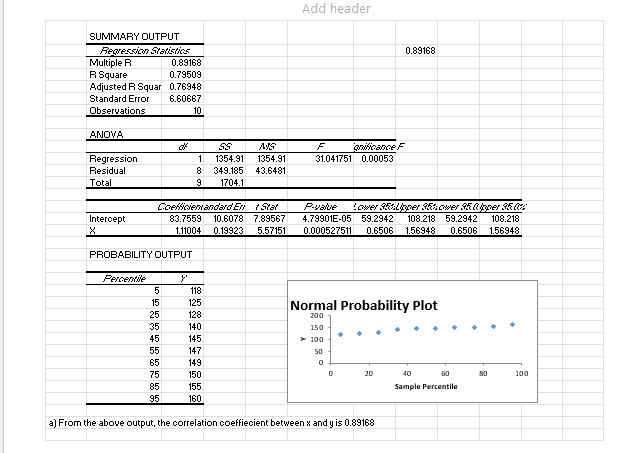 Add header
SUMMARY OUTPUT
Regression Statistics 0.89168
Multiple R 0.89168
R Square 0.79509
Adjusted R Squar 0.76948
Standard Error 6.60667
Observations 10
ANOVA
df SS MS F gnificance F
Regression 1 1354.91 1354.91 31.041751 0.00053
Residual 8 349.185 43.6481
Total 9 1704.1
Coefficien andard Err t Stat P-value Lower 95% Upper 95% ower 95.0 Upper 95.0%
Intercept 83.7559 10.6078 7.89567 4.79901E-05 59.2942 108.218 59.2942 108.218
X 1.11004 0.19923 5.57151 0.000527511 0.6506 1.56948 0.6506 1.56948
PROBABILITY OUTPUT
Percentile Y
5 118
15 125
25 128
35 140
45 145
55 147
65 149
75 150
85 155
95 160
Normal Probability Plot
200
150
100
50
0
Y
0 20 40 60 80 100
Sample Percentile
a) From the above output, the correlation coeffiecient between x and y is 0.89168